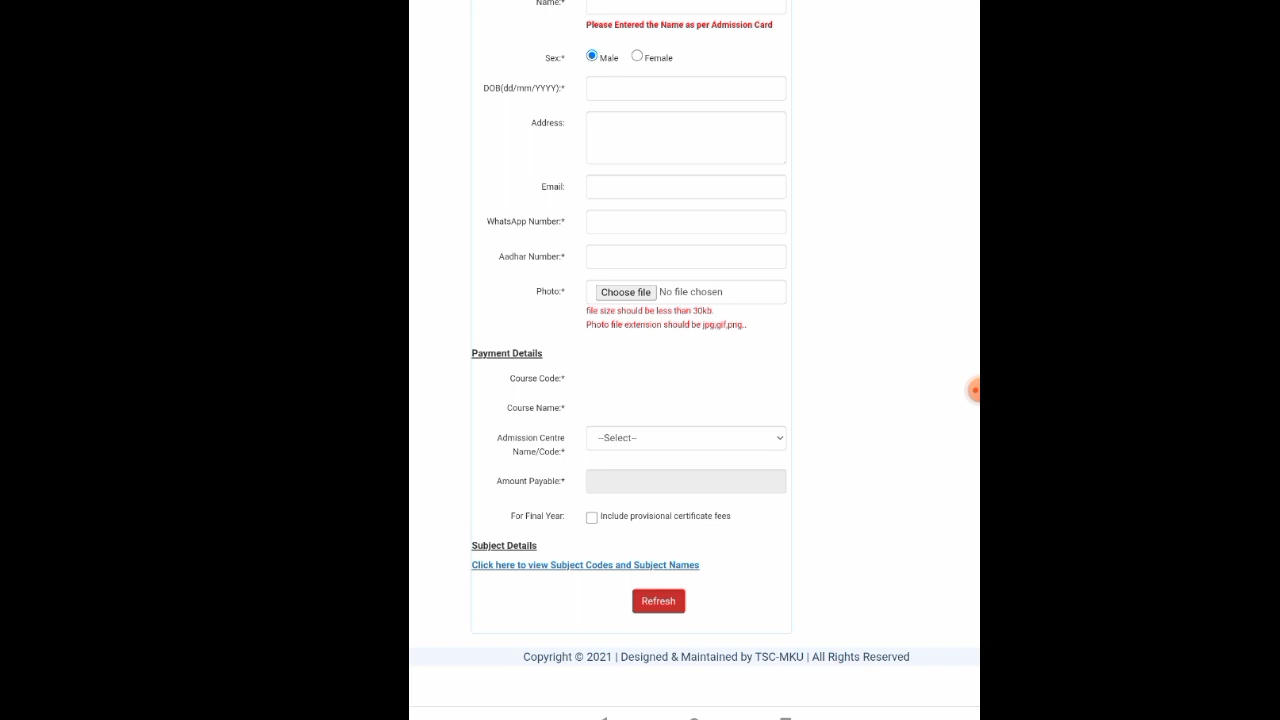 Name:*
Please Entered the Name as per Admission Card
Sex:* Male Female
DOB(dd/mm/YYYY):*
Address:
Email:
WhatsApp Number:*
Aadhar Number:*
Photo:* Choose file No file chosen
file size should be less than 30kb.
Photo file extension should be jpg,gif,png..
Payment Details
Course Code:*
Course Name:*
Admission Centre --Select--
Name/Code:*
Amount Payable:*
For Final Year: Include provisional certificate fees
Subject Details
Click here to view Subject Codes and Subject Names
Refresh
Copyright © 2021 | Designed & Maintained by TSC-MKU | All Rights Reserved